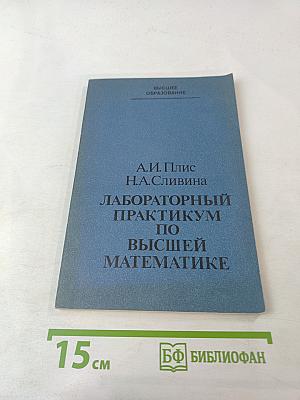 ВЫСШЕЕ
ОБРАЗОВАНИЕ
А.И.Плис
Н.А.Сливина
ЛАБОРАТОРНЫЙ
ПРАКТИКУМ
ПО
ВЫСШЕЙ
МАТЕМАТИКЕ
15 см
БФ БИБЛИОФАН